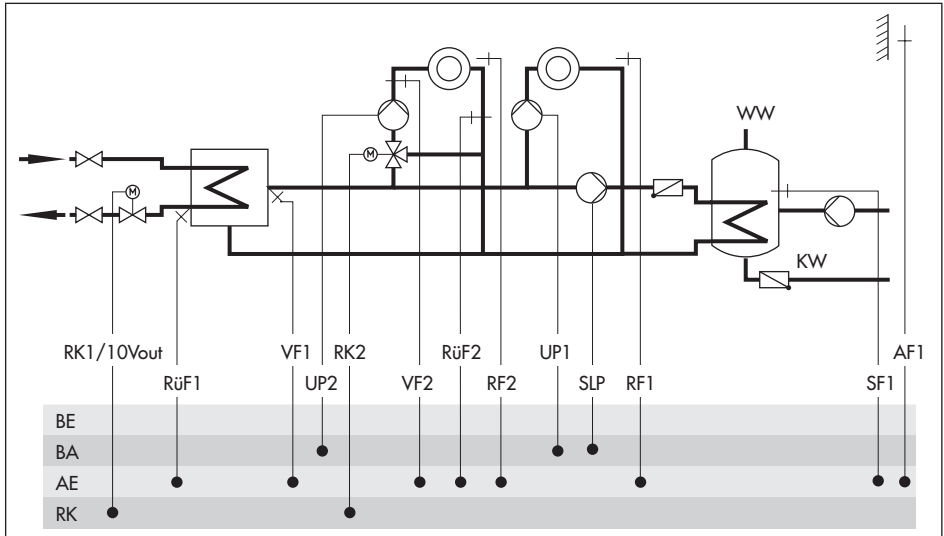 WW
KW
M
M
RK1/10Vout VF1 RK2 RüF2 UP1 AF1
RüF1 UP2 VF2 RF2 SLP RF1 SF1
BE
BA
AE
RK